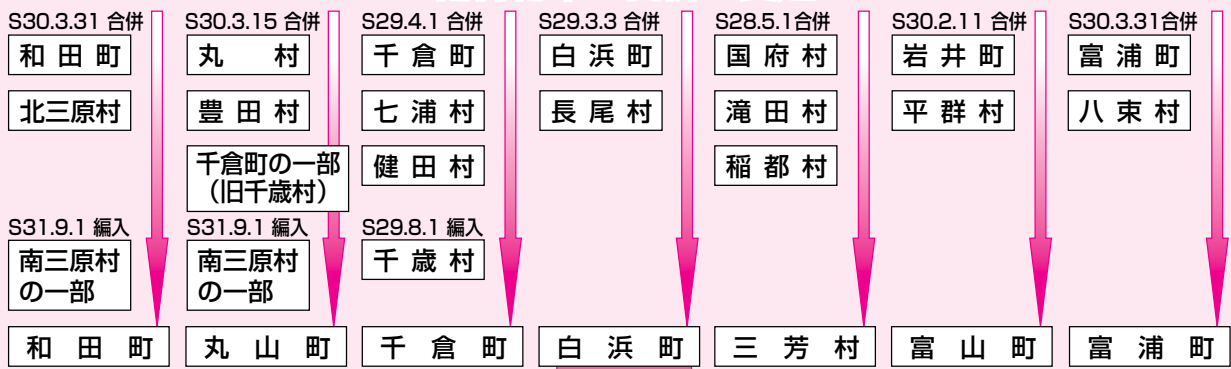 S30.3.31 合併
和田町
北三原村
S31.9.1 編入
南三原村
の一部
和田町
S30.3.15 合併
丸村
豊田村
千倉町の一部
（旧千歳村）
S31.9.1 編入
南三原村
の一部
丸山町
S29.4.1 合併
千倉町
七浦村
健田村
S29.8.1 編入
千歳村
千倉町
S29.3.3 合併
白浜町
長尾村
白浜町
S28.5.1合併
国府村
滝田村
稲都村
三芳村
S30.2.11 合併
岩井町
平群村
富山町
S30.3.31合併
富浦町
八束村
富浦町